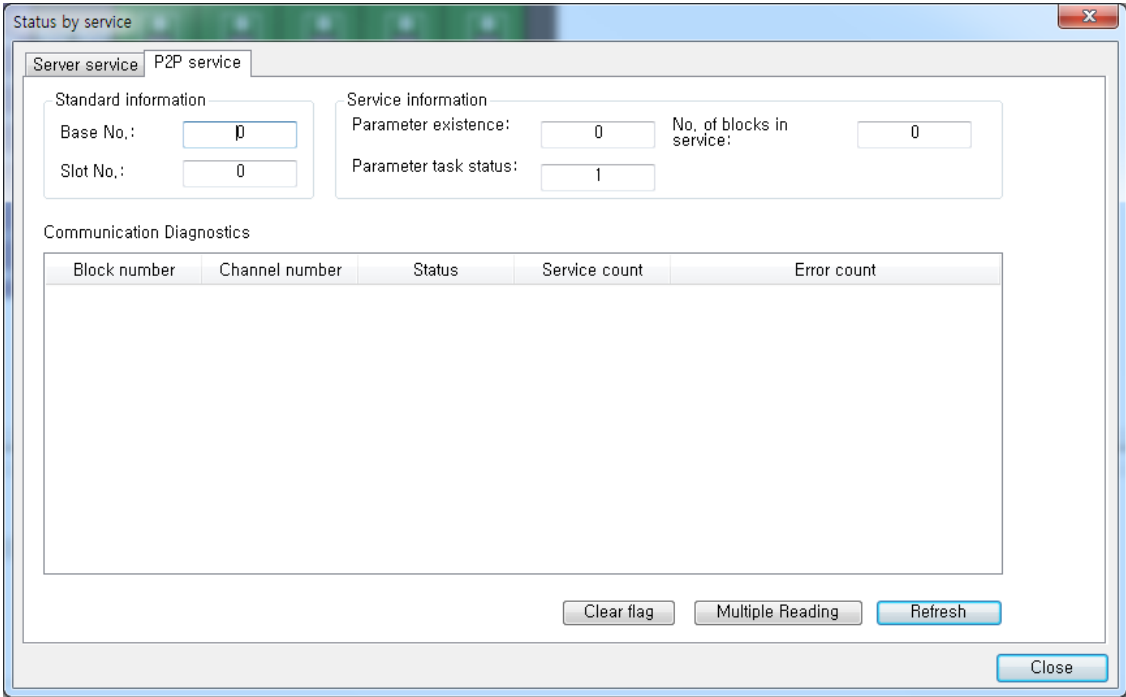 Status by service
Server service
P2P service
Standard information
Base No.:
0
Slot No.:
0
Service information
Parameter existence:
0
No. of blocks in
service:
0
Parameter task status:
1
Communication Diagnostics
Block number
Channel number
Status
Service count
Error count
Clear flag
Multiple Reading
Refresh
Close